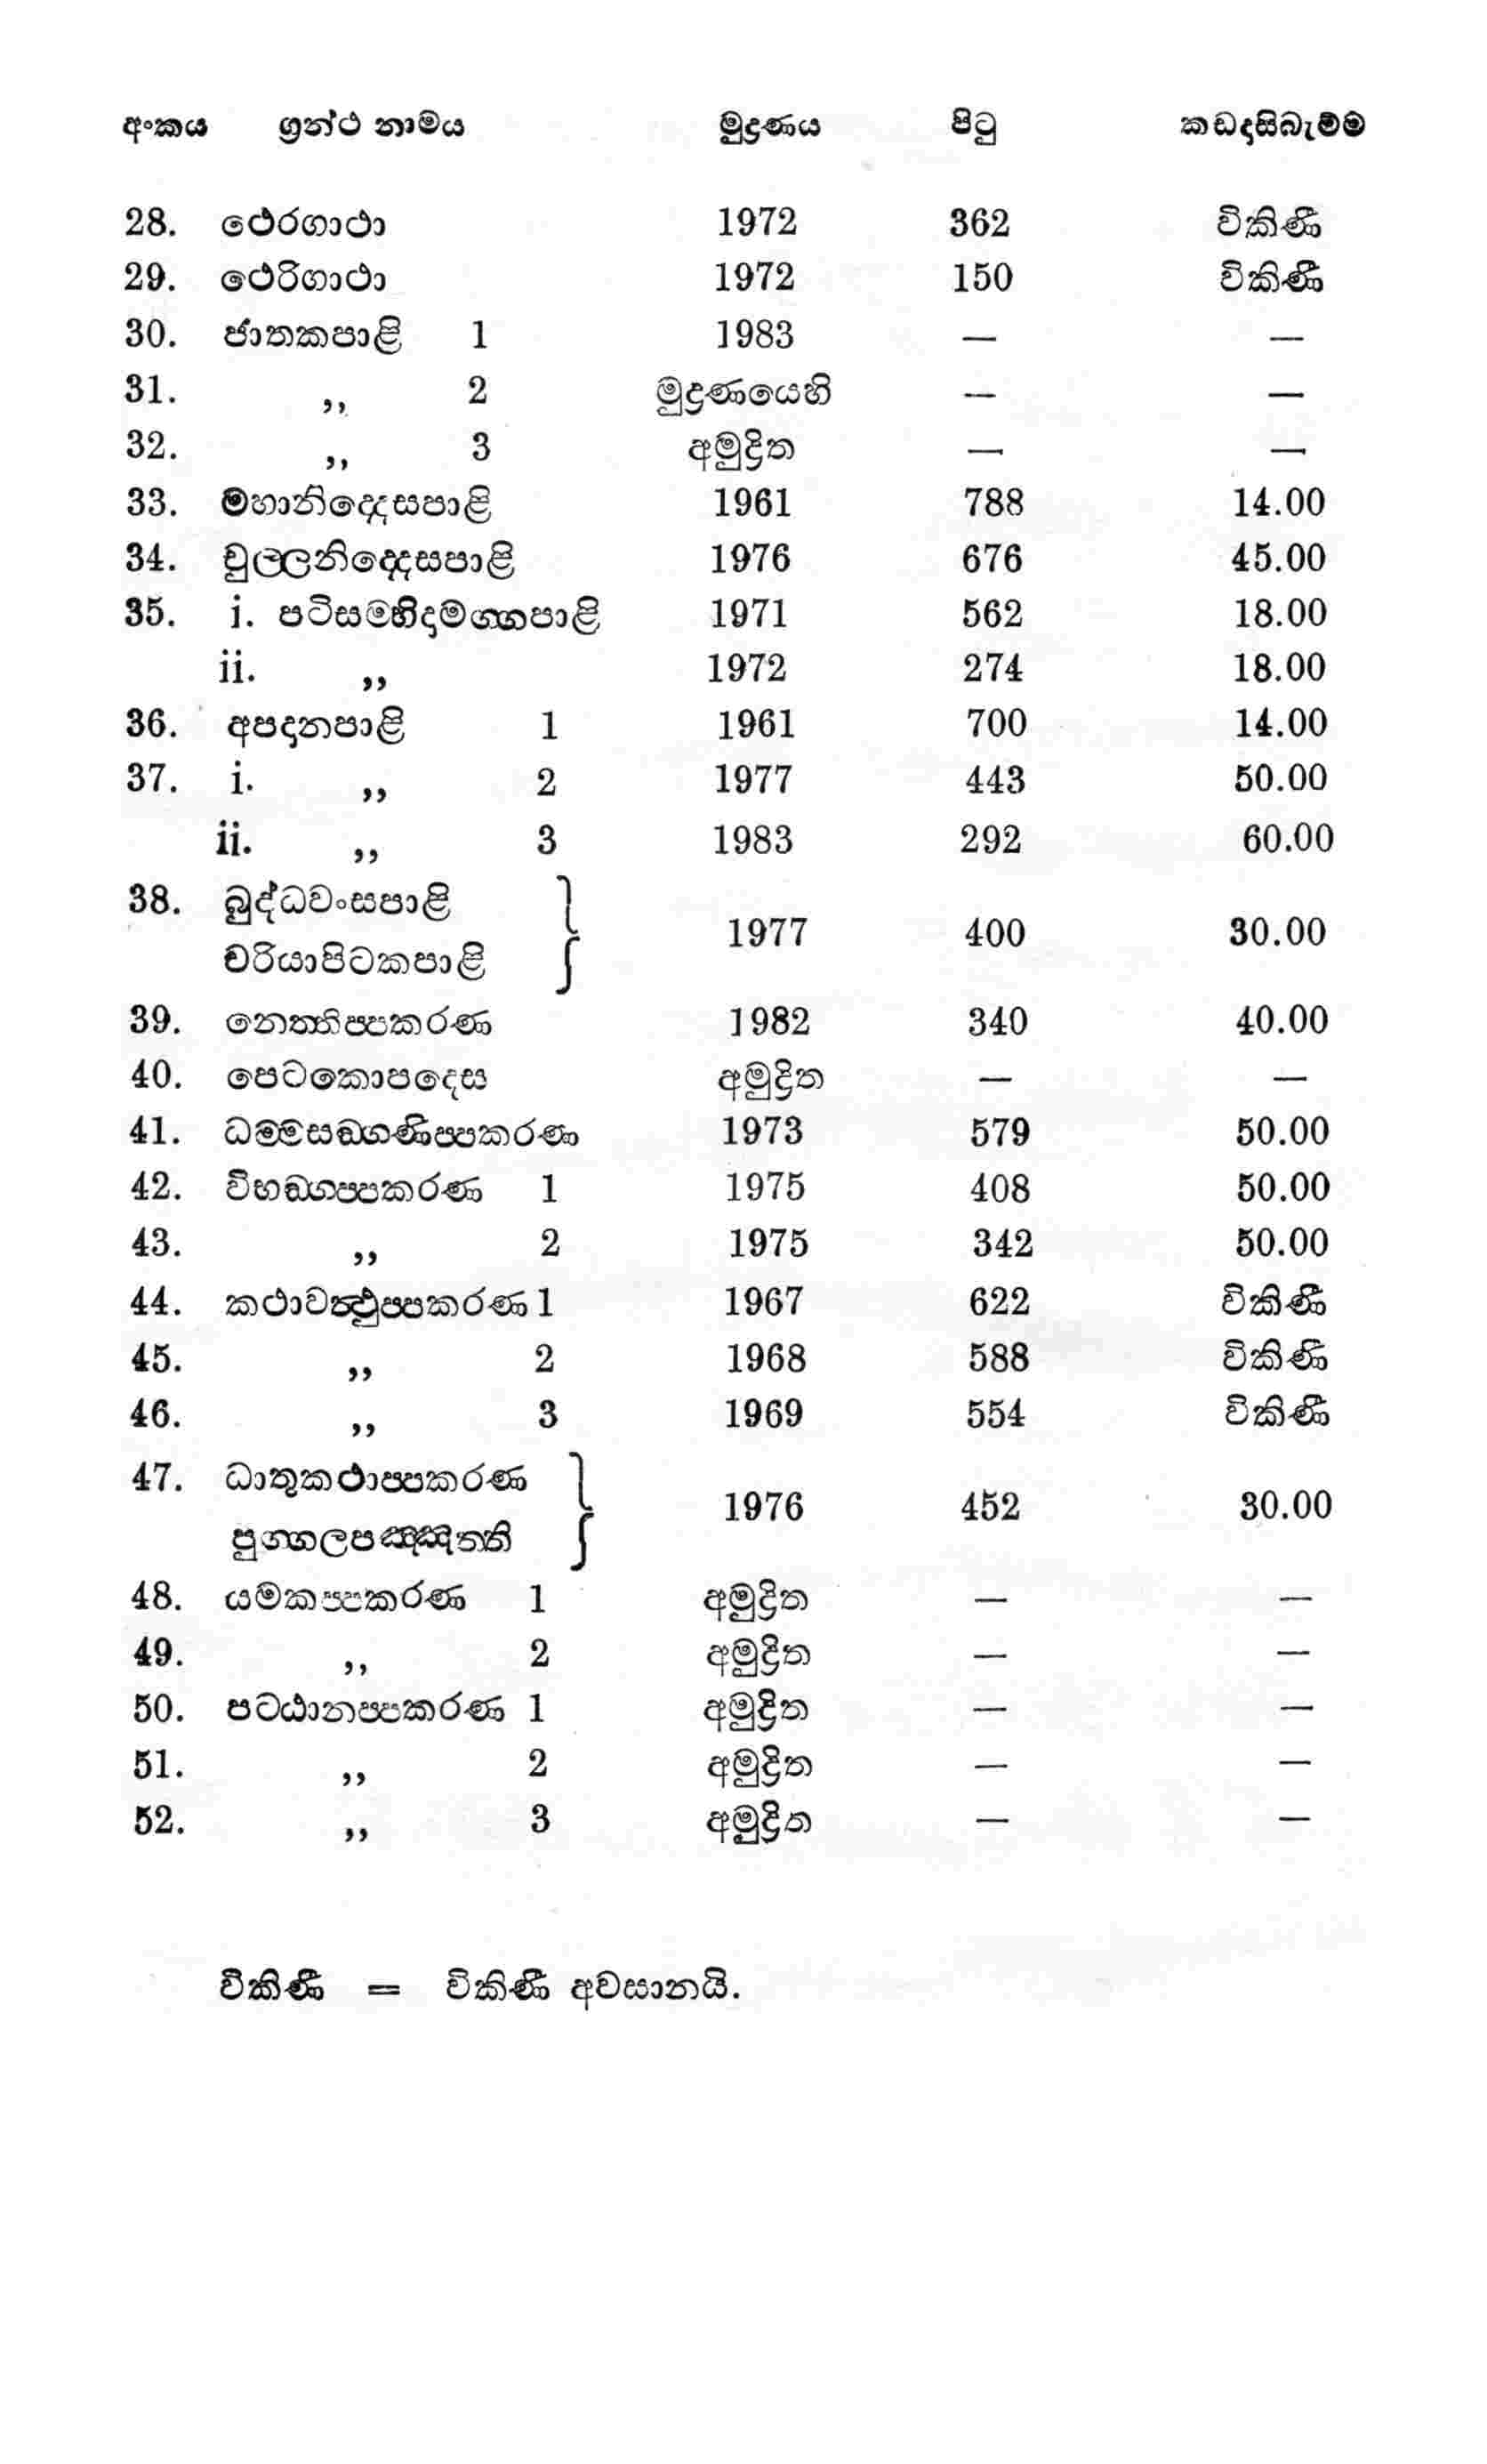 අංකය ග්‍රන්ථ නාමය මුද්‍රණය පිටු කඩදාසිබැම්ම
28. ථෙරගාථා 1972 362 විකිණී
29. ථෙරිගාථා 1972 150 විකිණී
30. ජාතකපාළි 1 1983 — —
31. ,, 2 මුද්‍රණයෙහි — —
32. ,, 3 අමුද්‍රිත — —
33. මහානිද්දෙසපාළි 1961 788 14.00
34. චුල්ලනිද්දෙසපාළි 1976 676 45.00
35. i. පටිසම්භිදාමග්ගපාළි 1971 562 18.00
ii. ,, 1972 274 18.00
36. අපදානපාළි 1 1961 700 14.00
37. i. ,, 2 1977 443 50.00
ii. ,, 3 1983 292 60.00
38. බුද්ධවංසපාළි
චරියාපිටකපාළි } 1977 400 30.00
39. නෙත්තිප්පකරණ 1982 340 40.00
40. පෙටකොපදෙස අමුද්‍රිත — —
41. ධම්මසඞ්ගණිප්පකරණ 1973 579 50.00
42. විභඞ්ගප්පකරණ 1 1975 408 50.00
43. ,, 2 1975 342 50.00
44. කථාවත්ථුප්පකරණ 1 1967 622 විකිණී
45. ,, 2 1968 588 විකිණී
46. ,, 3 1969 554 විකිණී
47. ධාතුකථාප්පකරණ
පුග්ගලපඤ්ඤත්ති } 1976 452 30.00
48. යමකප්පකරණ 1 අමුද්‍රිත — —
49. ,, 2 අමුද්‍රිත — —
50. පට්ඨානප්පකරණ 1 අමුද්‍රිත — —
51. ,, 2 අමුද්‍රිත — —
52. ,, 3 අමුද්‍රිත — —
විකිණී = විකිණී අවසානයි.